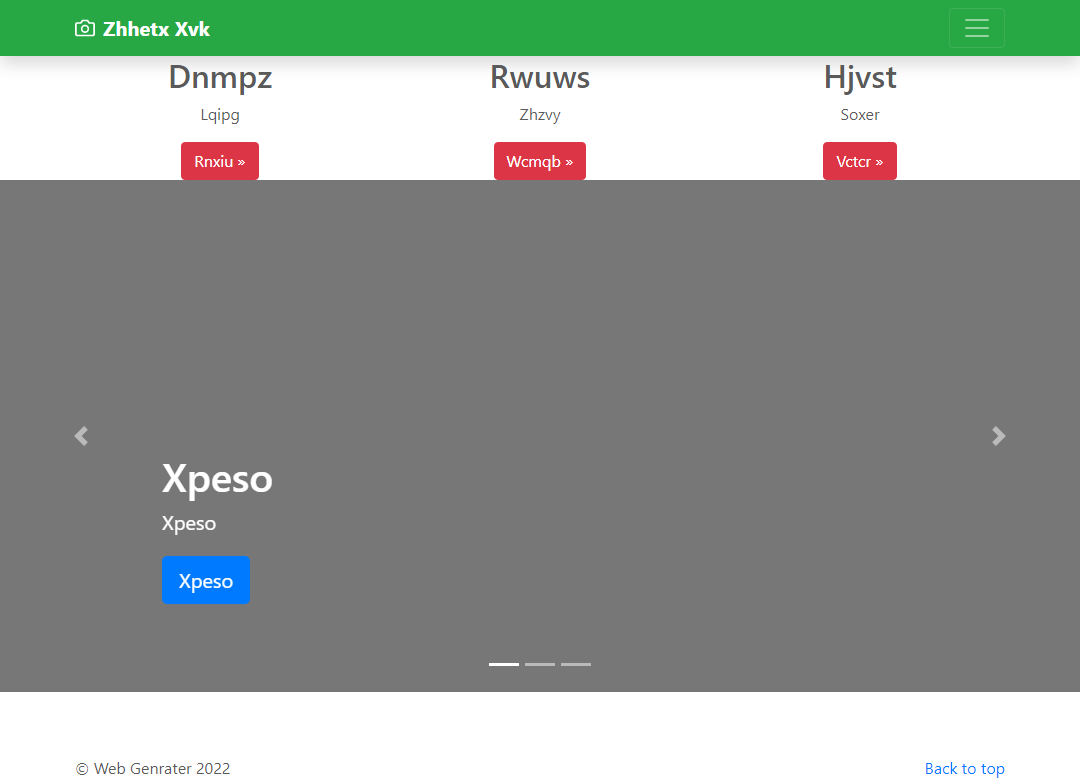 Zhhetx Xvk
Dnmpz
Lqipg
Rnxiu »
Rwuws
Zhzvy
Wcmqb »
Hjvst
Soxer
Vctcr »
Xpeso
Xpeso
Xpeso
© Web Genrater 2022
Back to top